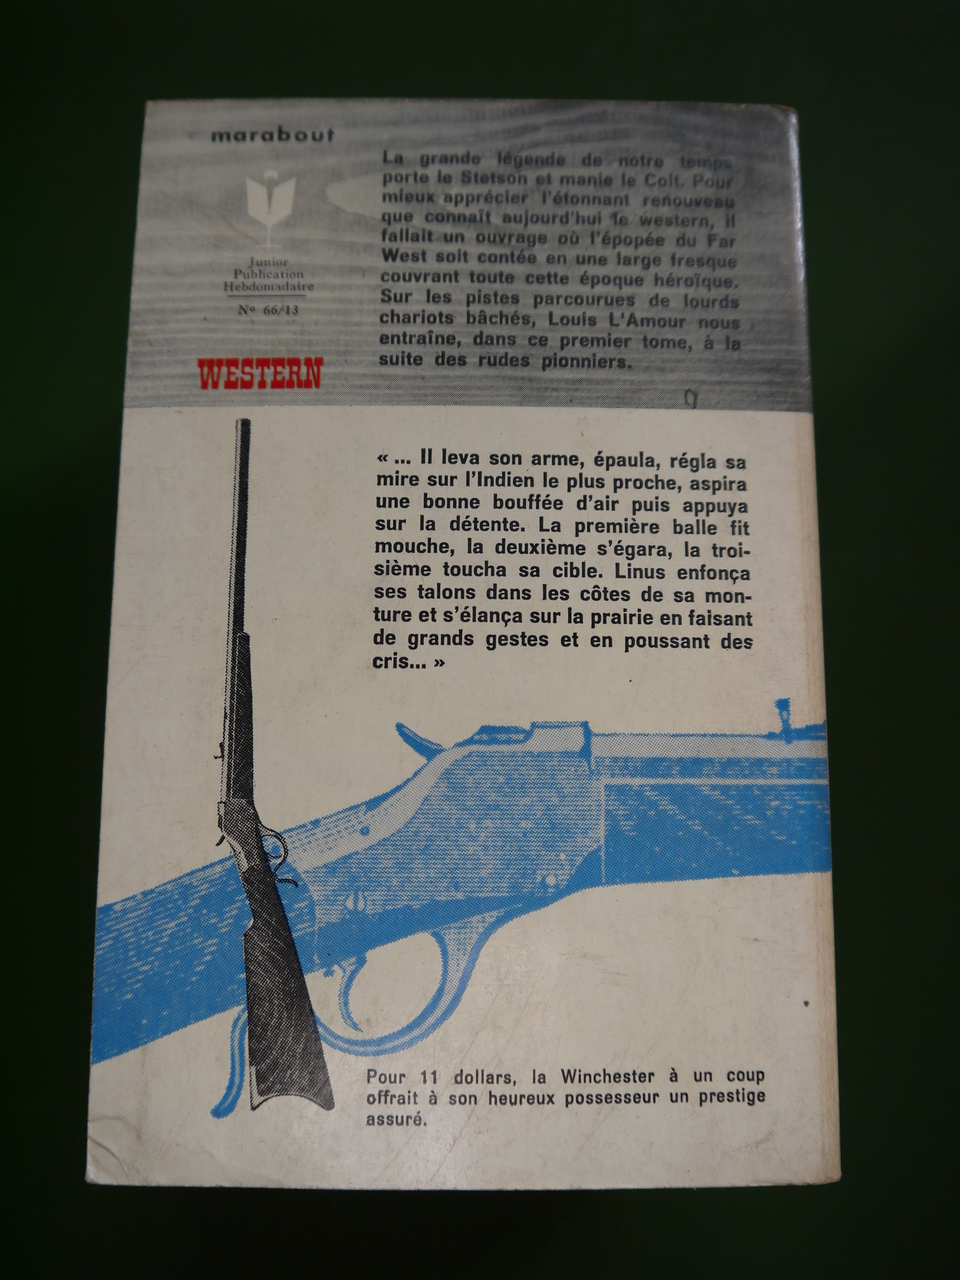 marabout
Junior
Publication
Hebdomadaire
N° 66/13
WESTERN
La grande légende de notre temps
porte le Stetson et manie le Colt. Pour
mieux apprécier l'étonnant renouveau
que connaît aujourd'hui le western, il
fallait un ouvrage où l'épopée du Far
West soit contée en une large fresque
couvrant toute cette époque héroïque.
Sur les pistes parcourues de lourds
chariots bâchés, Louis L'Amour nous
entraîne, dans ce premier tome, à la
suite des rudes pionniers.
« ... Il leva son arme, épaula, régla sa
mire sur l'Indien le plus proche, aspira
une bonne bouffée d'air puis appuya
sur la détente. La première balle fit
mouche, la deuxième s'égara, la troi-
sième toucha sa cible. Linus enfonça
ses talons dans les côtes de sa mon-
ture et s'élança sur la prairie en faisant
de grands gestes et en poussant des
cris... »
Pour 11 dollars, la Winchester à un coup
offrait à son heureux possesseur un prestige
assuré.